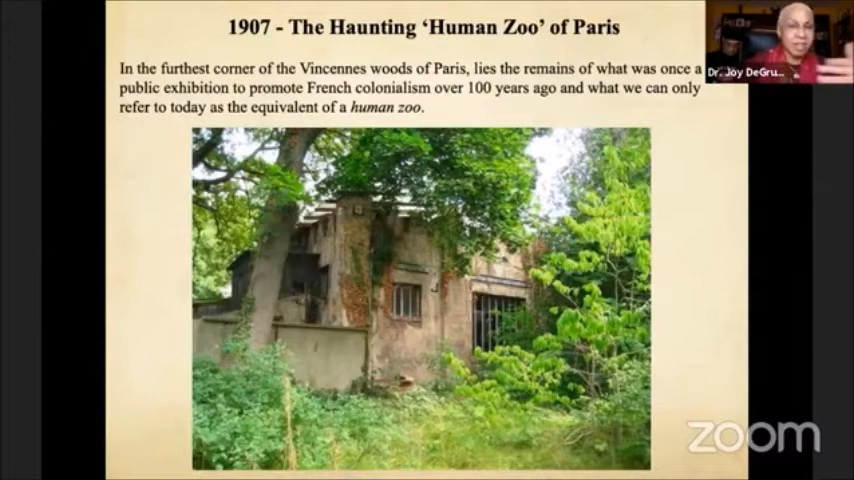 1907 - The Haunting ‘Human Zoo’ of Paris
In the furthest corner of the Vincennes woods of Paris, lies the remains of what was once a
public exhibition to promote French colonialism over 100 years ago and what we can only
refer to today as the equivalent of a human zoo.
Dr. Joy DeGru...
zoom